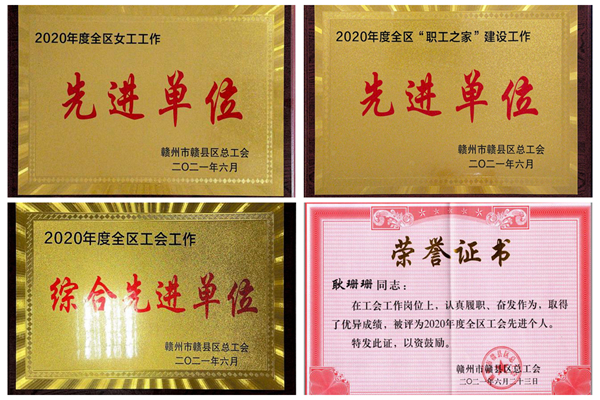 2020年度全区女工工作
先进单位
赣州市赣县区总工会
二〇二一年六月
2020年度全区“职工之家”建设工作
先进单位
赣州市赣县区总工会
二〇二一年六月
2020年度全区工会工作
综合先进单位
赣州市赣县区总工会
二〇二一年六月
荣誉证书
耿珊珊同志：
在工会工作岗位上，认真履职、奋发作为，取得
了优异成绩，被评为2020年度全区工会先进个人。
特发此证，以资鼓励。
赣州市赣县区总工会
二〇二一年六月二十三日